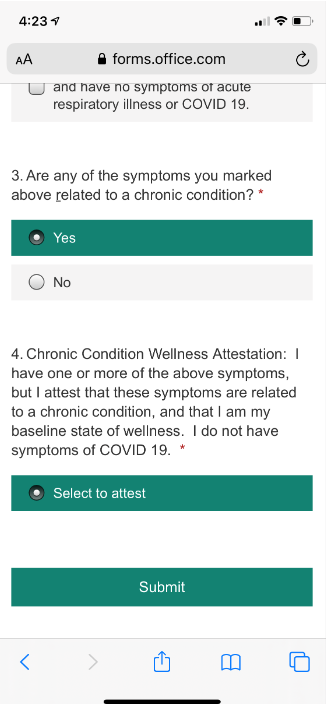 4:23
AA forms.office.com
and have no symptoms of acute
respiratory illness or COVID 19.
3. Are any of the symptoms you marked
above related to a chronic condition? *
Yes
No
4. Chronic Condition Wellness Attestation: I
have one or more of the above symptoms,
but I attest that these symptoms are related
to a chronic condition, and that I am my
baseline state of wellness. I do not have
symptoms of COVID 19. *
Select to attest
Submit